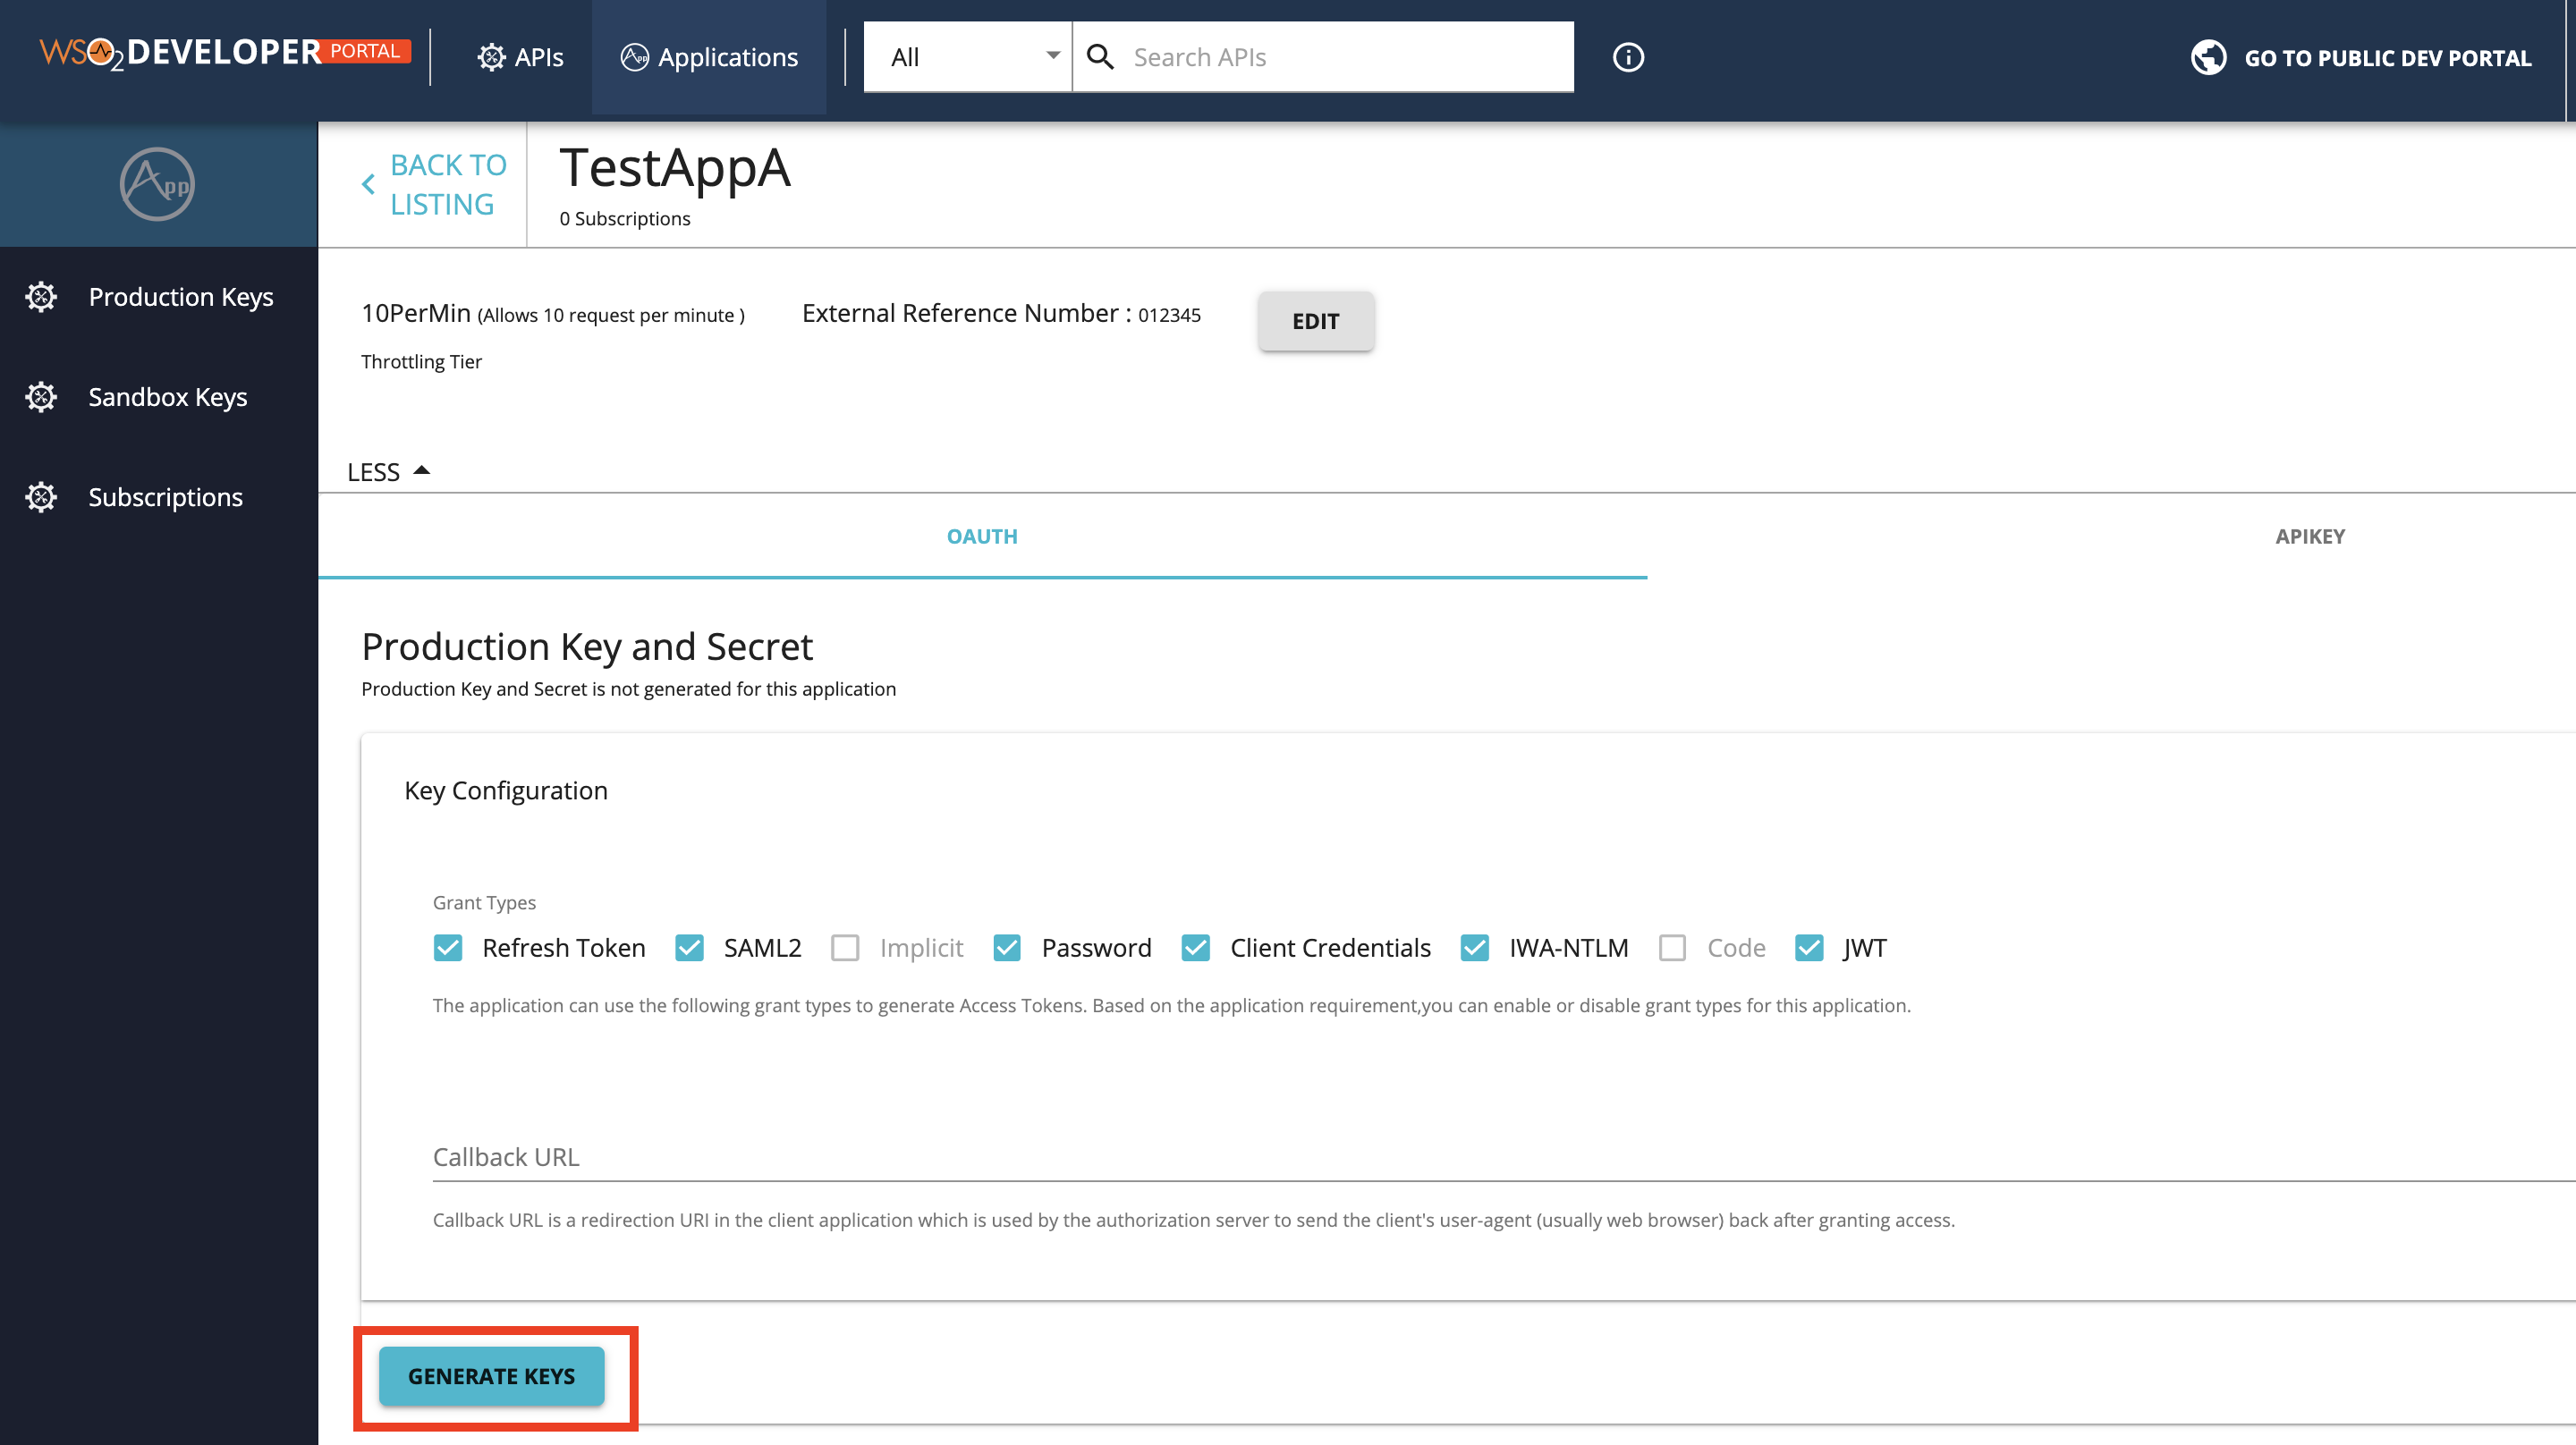 WSO2 DEVELOPER PORTAL
APIs
App Applications
All
Search APIs
GO TO PUBLIC DEV PORTAL
App
Production Keys
Sandbox Keys
Subscriptions
BACK TO
LISTING
TestAppA
0 Subscriptions
10PerMin (Allows 10 request per minute )
External Reference Number : 012345
EDIT
Throttling Tier
LESS
OAUTH
APIKEY
Production Key and Secret
Production Key and Secret is not generated for this application
Key Configuration
Grant Types
Refresh Token SAML2 Implicit Password Client Credentials IWA-NTLM Code JWT
The application can use the following grant types to generate Access Tokens. Based on the application requirement,you can enable or disable grant types for this application.
Callback URL
Callback URL is a redirection URI in the client application which is used by the authorization server to send the client's user-agent (usually web browser) back after granting access.
GENERATE KEYS